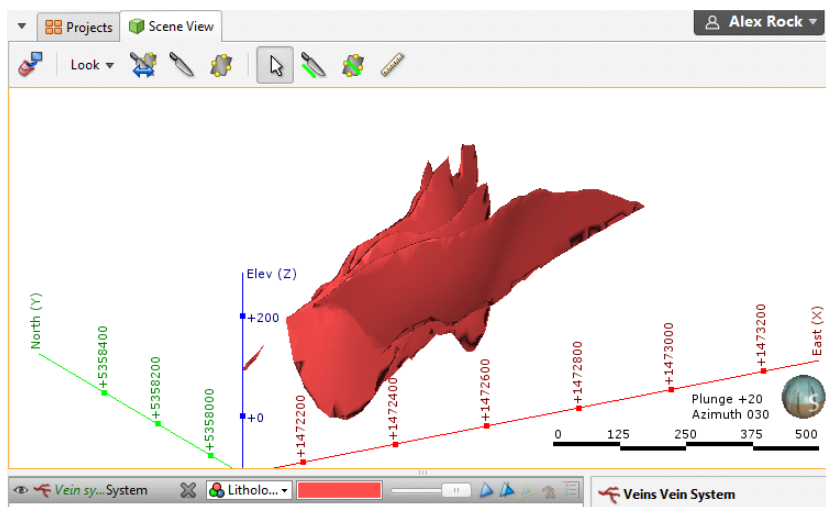 Projects
Scene View
Alex Rock
Look
Elev (Z)
+200
+0
North (Y)
+5358400
+5358200
+5358000
+1472200
+1472400
+1472600
+1472800
+1473000
+1473200
East (X)
Plunge +20
Azimuth 030
0 125 250 375 500
Vein sy...System
Litholo...
Veins Vein System